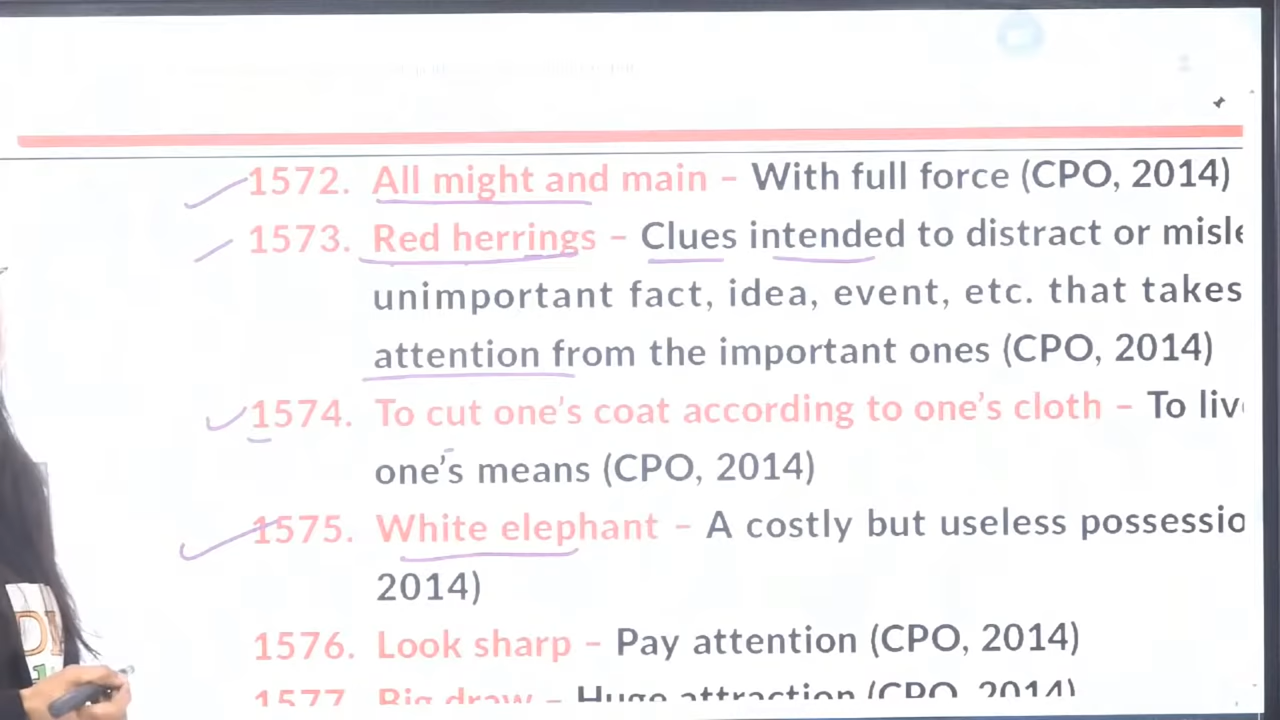 1572. All might and main – With full force (CPO, 2014)
1573. Red herrings – Clues intended to distract or misle
unimportant fact, idea, event, etc. that takes
attention from the important ones (CPO, 2014)
1574. To cut one's coat according to one's cloth – To liv
one's means (CPO, 2014)
1575. White elephant – A costly but useless possessio
2014)
1576. Look sharp – Pay attention (CPO, 2014)
1577. Big draw – Huge attraction (CPO, 2014)